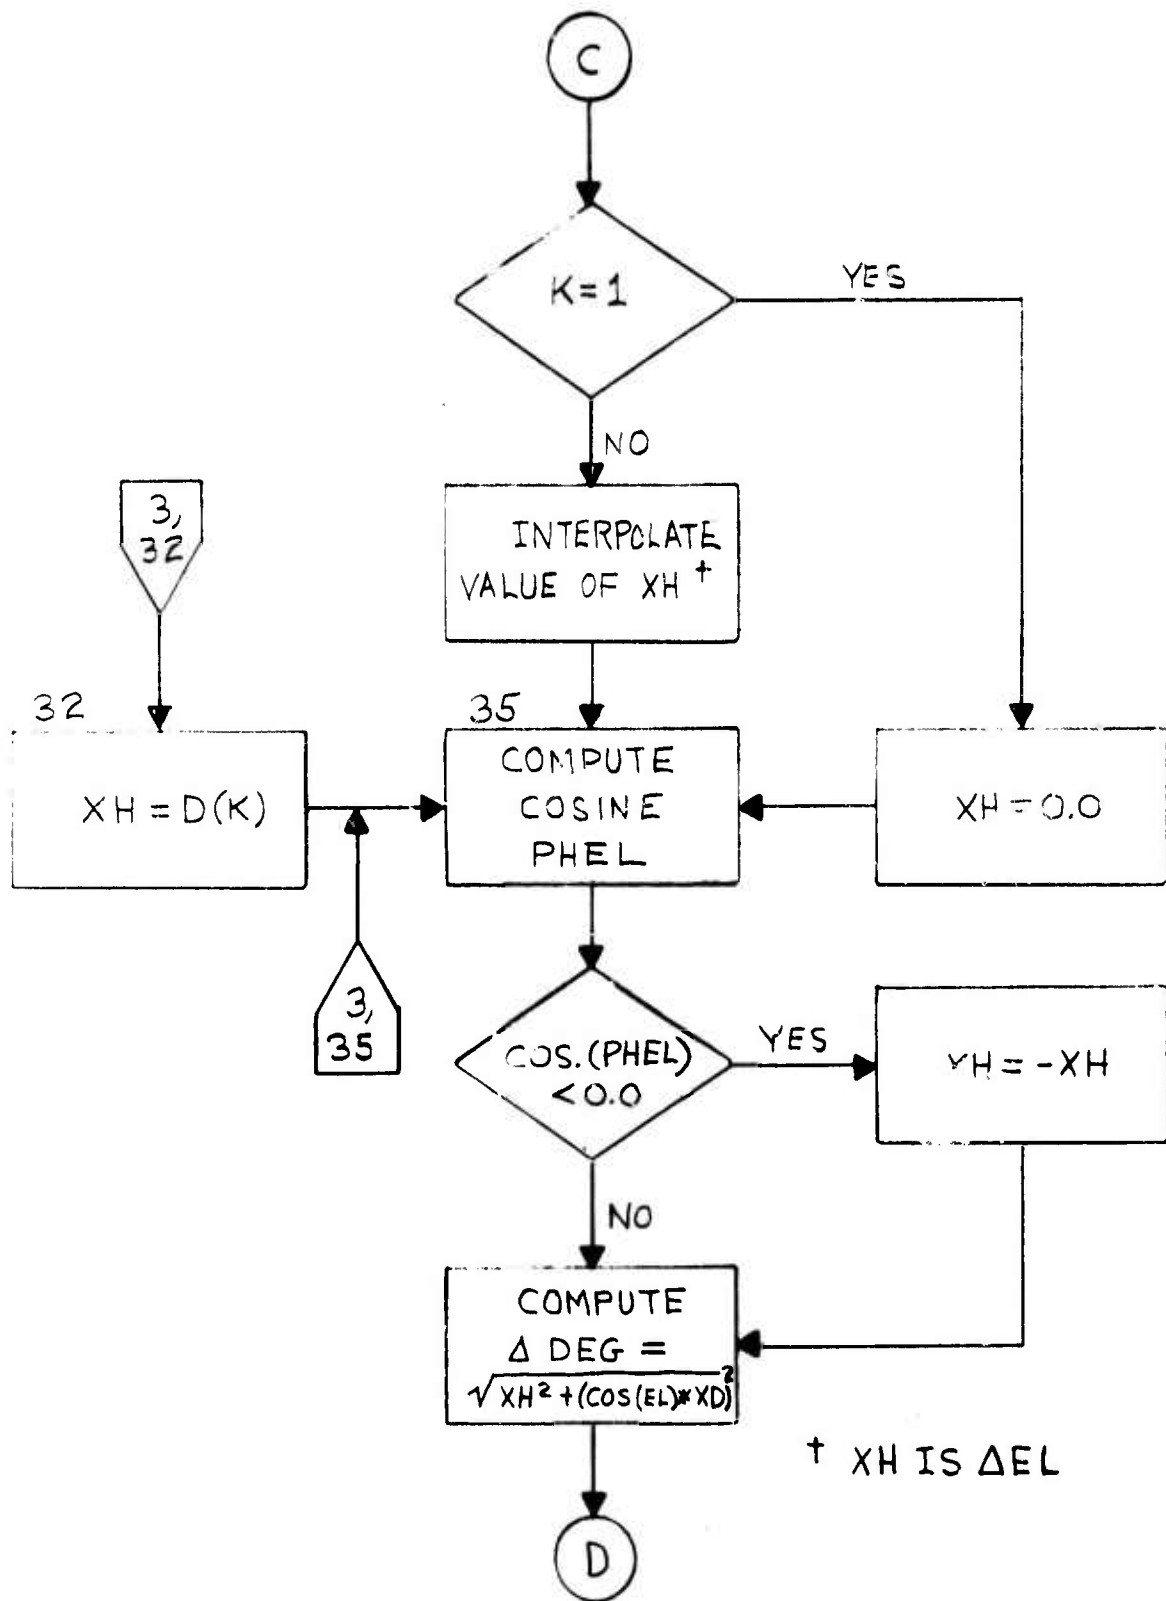 C
K=1
YES
NO
INTERPOLATE
VALUE OF XH †
3,
32
32
XH = D(K)
35
COMPUTE
COSINE
PHEL
XH = 0.0
3,
35
COS.(PHEL)
< 0.0
YES
XH = -XH
NO
COMPUTE
Δ DEG =
√XH² + (COS(EL)*XD)²
† XH IS ΔEL
D